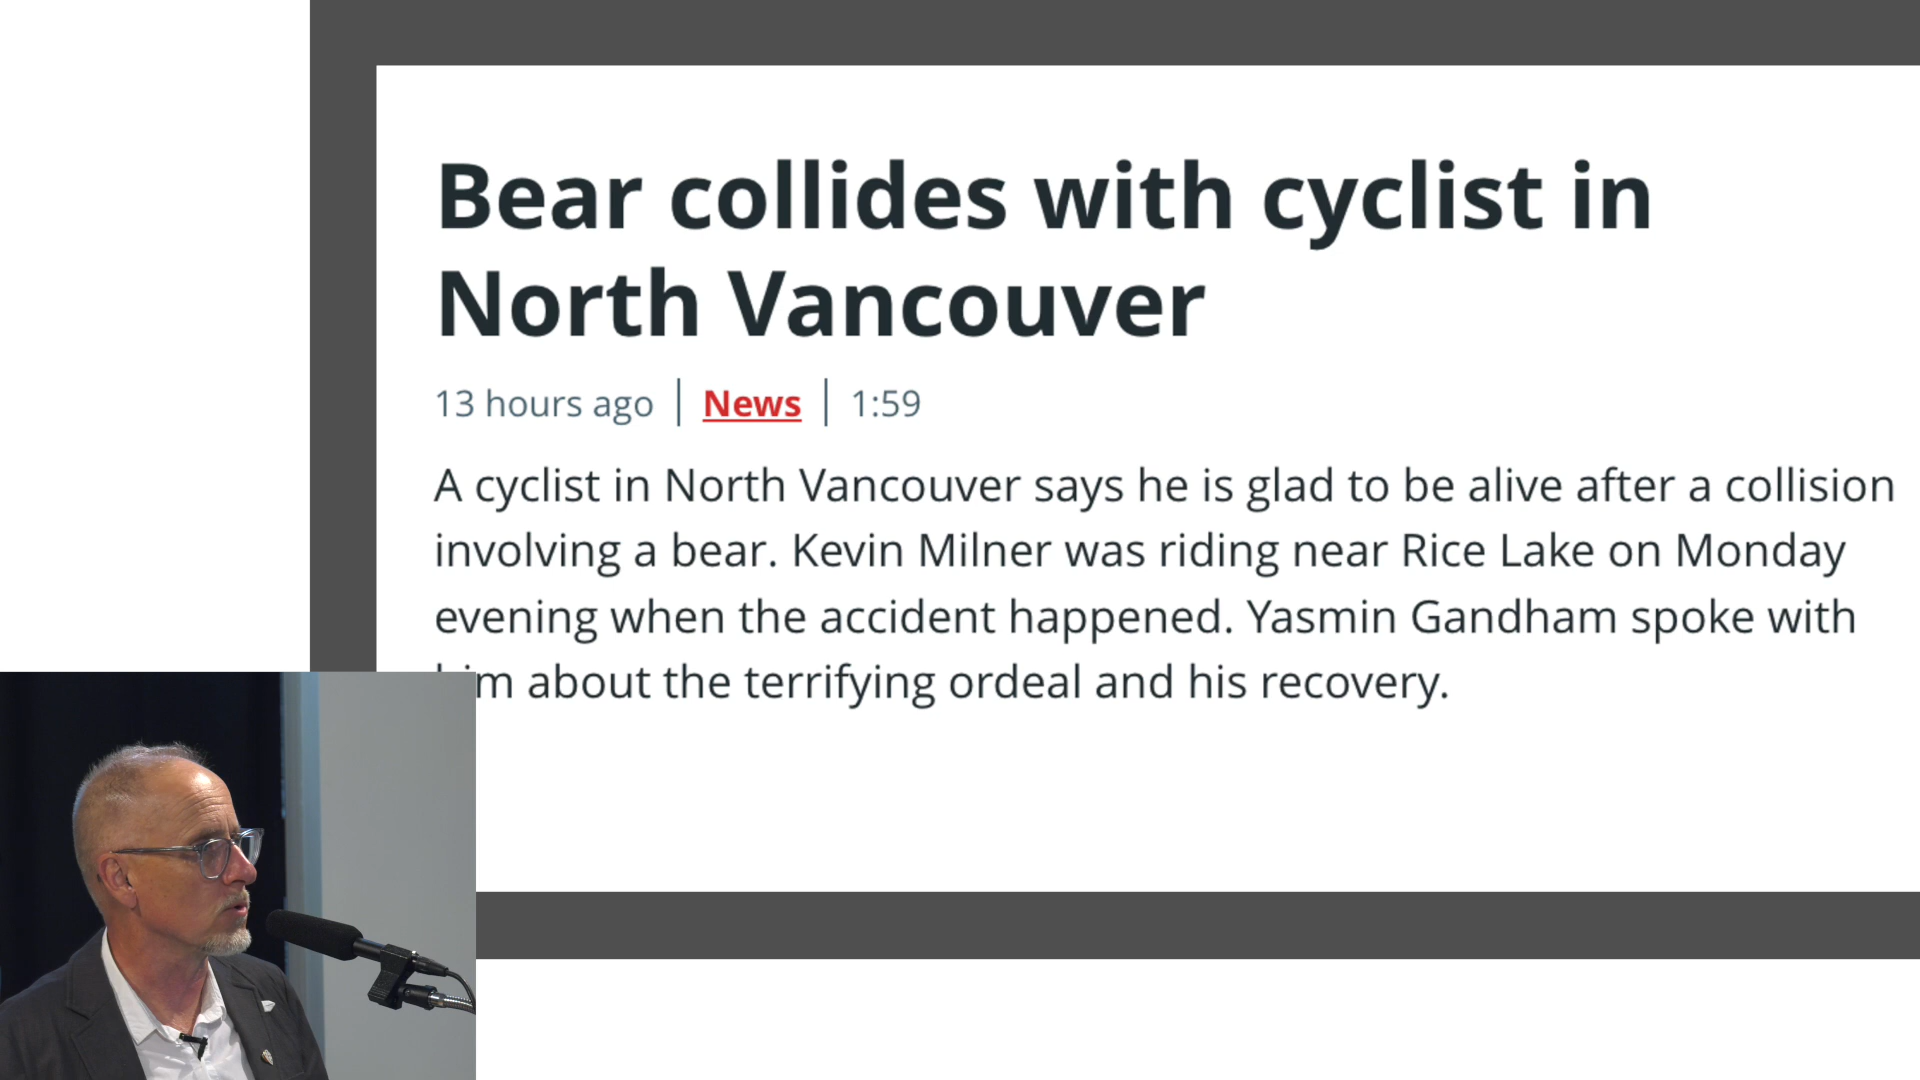 Bear collides with cyclist in
North Vancouver
13 hours ago | News | 1:59
A cyclist in North Vancouver says he is glad to be alive after a collision
involving a bear. Kevin Milner was riding near Rice Lake on Monday
evening when the accident happened. Yasmin Gandham spoke with
him about the terrifying ordeal and his recovery.